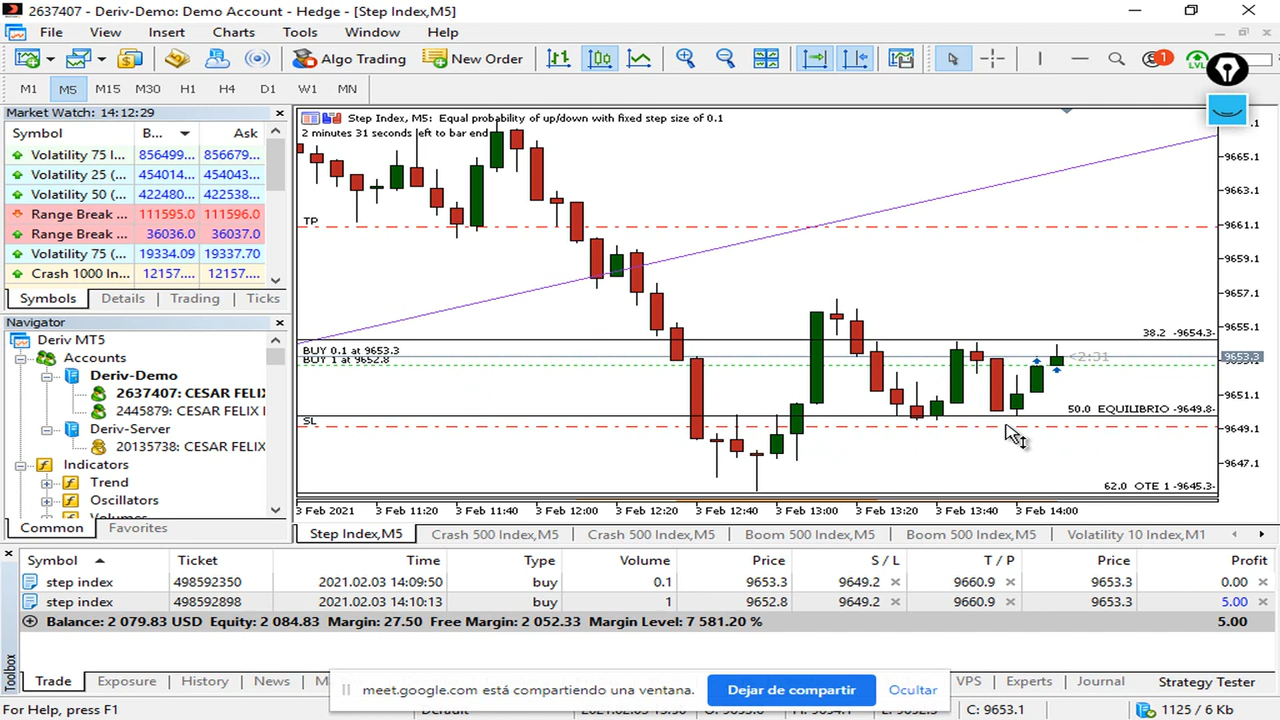 2637407 - Deriv-Demo: Demo Account - Hedge - [Step Index,M5]
File View Insert Charts Tools Window Help
Algo Trading New Order 1 LVL
M1 M5 M15 M30 H1 H4 D1 W1 MN
Market Watch: 14:12:29
Symbol B... Ask
Volatility 75 I... 856499... 856679...
Volatility 25 (... 454014... 454043...
Volatility 50 (... 422480... 422538...
Range Break ... 111595.0 111596.0
Range Break ... 36036.0 36037.0
Volatility 75 (... 19334.09 19337.70
Crash 1000 In... 12157.... 12157....
Symbols Details Trading Ticks
Navigator
Deriv MT5
Accounts
Deriv-Demo
2637407: CESAR FELIX
2445879: CESAR FELIX I
Deriv-Server
20135738: CESAR FELIX
Indicators
Trend
Oscillators
Volumes
Common Favorites
Step Index, M5: Equal probability of up/down with fixed step size of 0.1
2 minutes 31 seconds left to bar end
TP
BUY 0.1 at 9653.3
BUY 1 at 9652.8
SL
38.2 -9654.3-
<2:31
50.0 EQUILIBRIO -9649.8-
62.0 OTE 1 -9645.3-
9665.1
9663.1
9661.1
9659.1
9657.1
9655.1
9653.3
9651.1
9649.1
9647.1
3 Feb 2021 3 Feb 11:20 3 Feb 11:40 3 Feb 12:00 3 Feb 12:20 3 Feb 12:40 3 Feb 13:00 3 Feb 13:20 3 Feb 13:40 3 Feb 14:00
Step Index,M5 Crash 500 Index,M5 Crash 500 Index,M5 Boom 500 Index,M5 Boom 500 Index,M5 Volatility 10 Index,M1
Symbol Ticket Time Type Volume Price S / L T / P Price Profit
step index 498592350 2021.02.03 14:09:50 buy 0.1 9653.3 9649.2 9660.9 9653.3 0.00
step index 498592898 2021.02.03 14:10:13 buy 1 9652.8 9649.2 9660.9 9653.3 5.00
Balance: 2 079.83 USD Equity: 2 084.83 Margin: 27.50 Free Margin: 2 052.33 Margin Level: 7 581.20 % 5.00
Toolbox
Trade Exposure History News VPS Experts Journal Strategy Tester
meet.google.com está compartiendo una ventana. Dejar de compartir Ocultar
For Help, press F1 Default C: 9653.1 1125 / 6 Kb